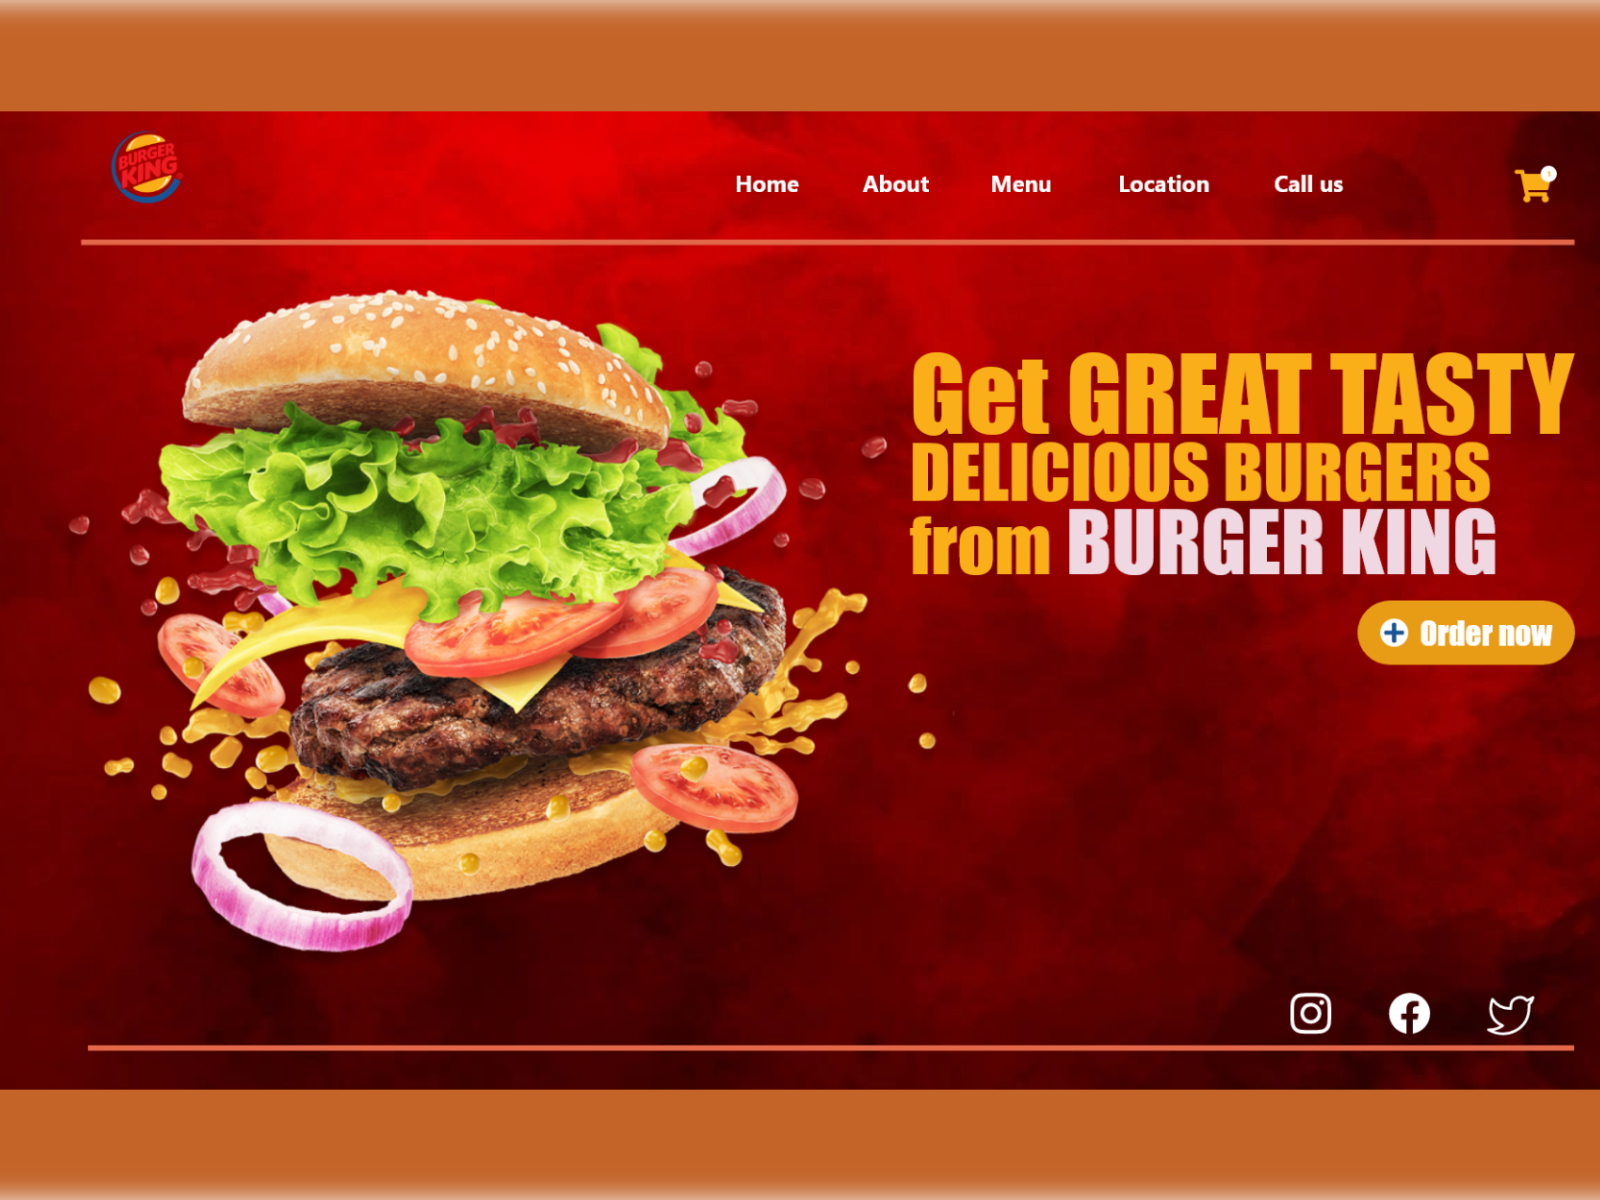 BURGER
KING
Home About Menu Location Call us
1
Get GREAT TASTY
DELICIOUS BURGERS
from BURGER KING
Order now